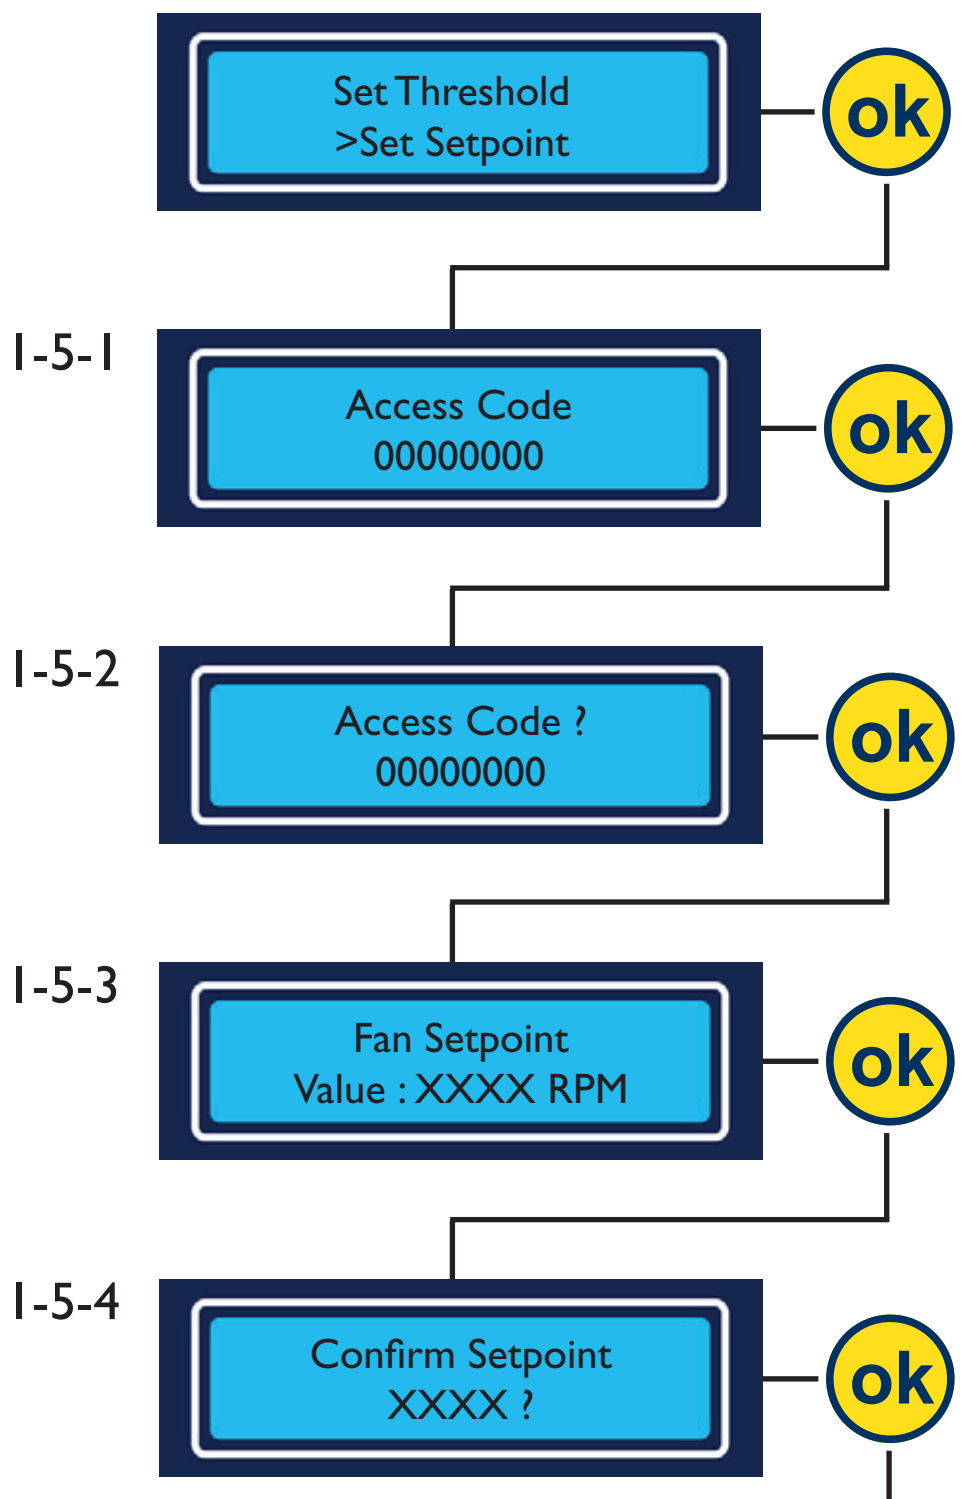 Set Threshold
>Set Setpoint
ok
1-5-1
Access Code
00000000
ok
1-5-2
Access Code ?
00000000
ok
1-5-3
Fan Setpoint
Value : XXXX RPM
ok
1-5-4
Confirm Setpoint
XXXX ?
ok